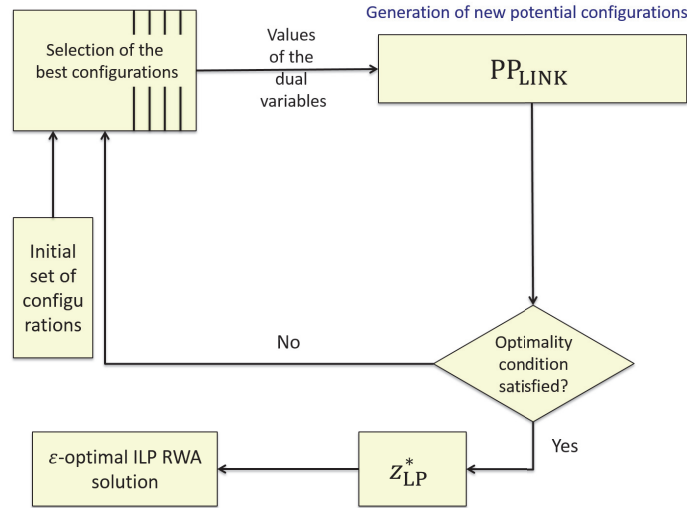 Generation of new potential configurations
Selection of the
best configurations
Values
of the
dual
variables
PP_LINK
Initial
set of
configu
rations
No
Optimality
condition
satisfied?
Yes
ε-optimal ILP RWA
solution
z*_LP